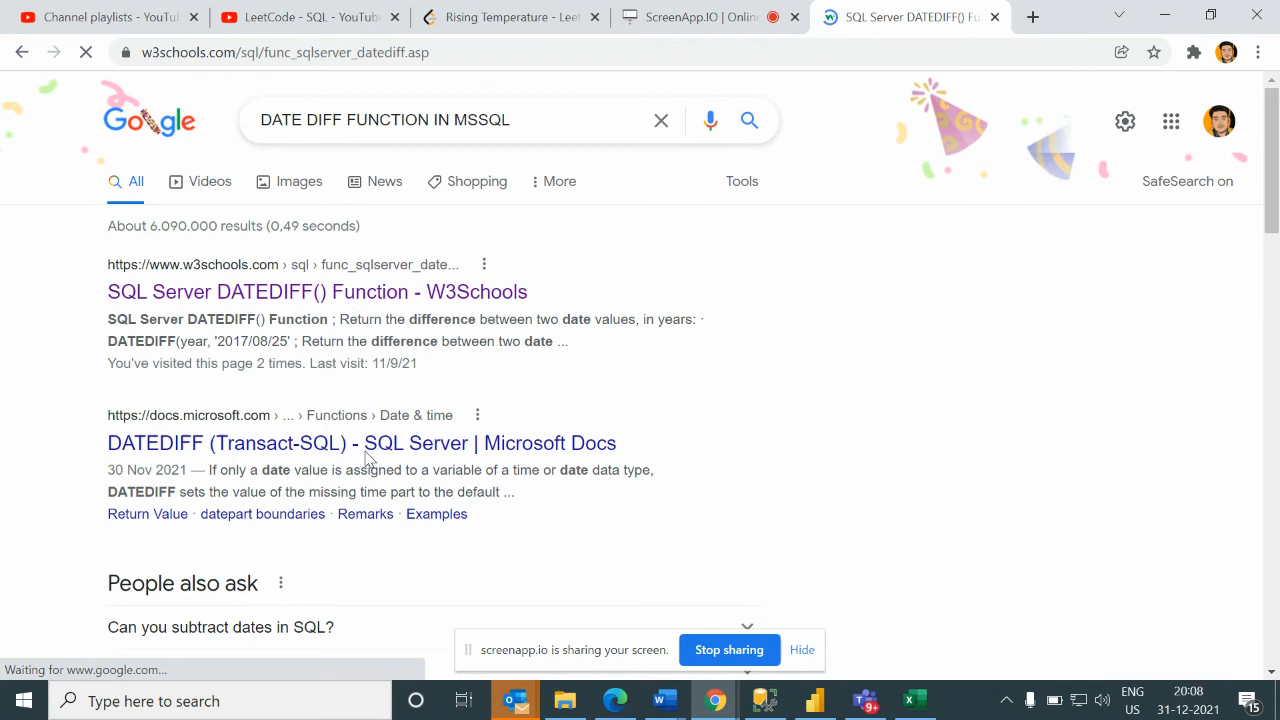 Channel playlists - YouTu
LeetCode - SQL - YouTube
Rising Temperature - Leet
ScreenApp.IO - Online
SQL Server DATEDIFF() Fu
w3schools.com/sql/func_sqlserver_datediff.asp
Google
DATE DIFF FUNCTION IN MSSQL
All
Videos
Images
News
Shopping
More
Tools
SafeSearch on
About 6.090.000 results (0,49 seconds)
https://www.w3schools.com › sql › func_sqlserver_date...
SQL Server DATEDIFF() Function - W3Schools
SQL Server DATEDIFF() Function ; Return the difference between two date values, in years: ·
DATEDIFF(year, '2017/08/25' ; Return the difference between two date ...
You've visited this page 2 times. Last visit: 11/9/21
https://docs.microsoft.com › ... › Functions › Date & time
DATEDIFF (Transact-SQL) - SQL Server | Microsoft Docs
30 Nov 2021 — If only a date value is assigned to a variable of a time or date data type,
DATEDIFF sets the value of the missing time part to the default ...
Return Value · datepart boundaries · Remarks · Examples
People also ask
Can you subtract dates in SQL?
screenapp.io is sharing your screen.
Stop sharing
Hide
Waiting for www.google.com...
Type here to search
9+
ENG
US
20:08
31-12-2021
15